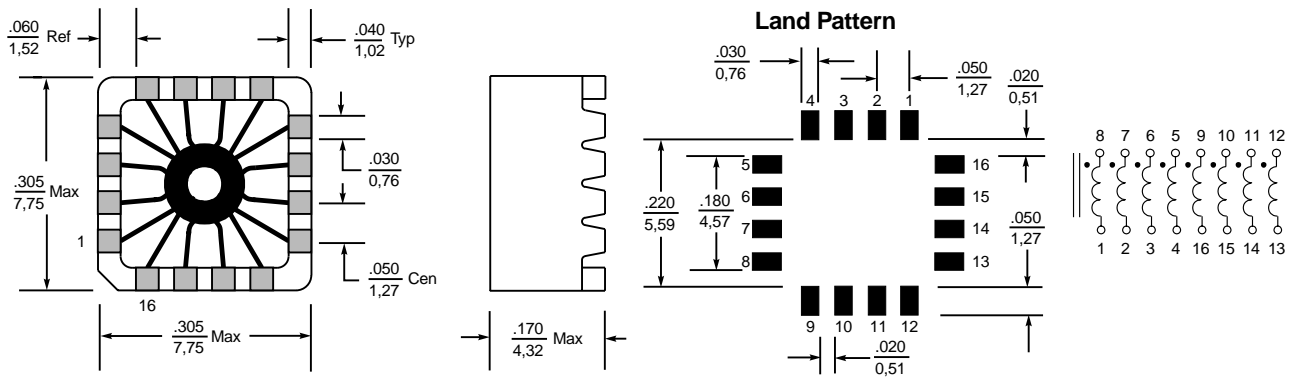 .060
1,52 Ref
.040
1,02 Typ
.305
7,75 Max
.030
0,76
.050
1,27 Cen
1
16
.305
7,75 Max
.170
4,32 Max
Land Pattern
.030
0,76
.050
1,27
.020
0,51
4 3 2 1
5
6
7
8
16
15
14
13
9 10 11 12
.220
5,59
.180
4,57
.050
1,27
.020
0,51
8 7 6 5 9 10 11 12
1 2 3 4 16 15 14 13